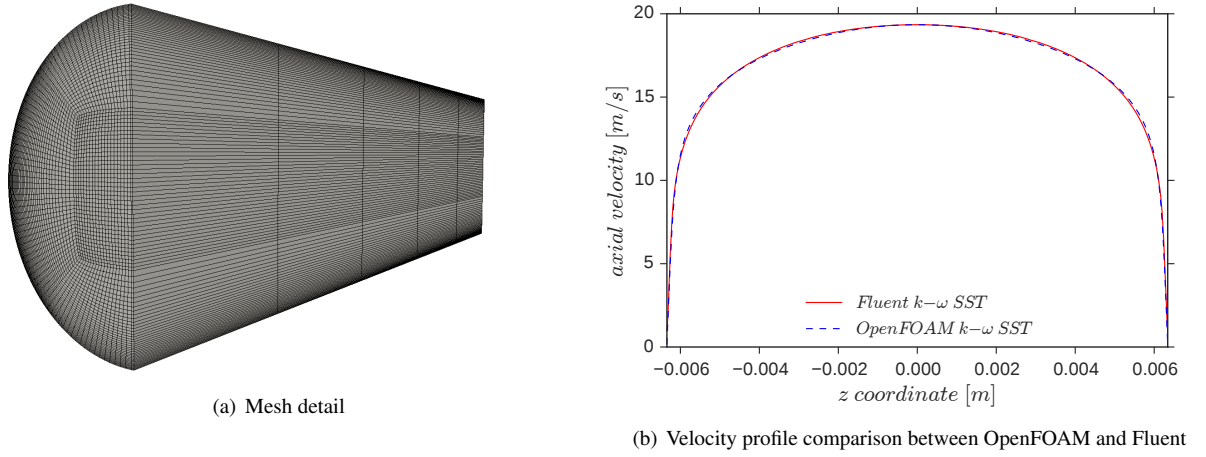 (a) Mesh detail
20
15
10
5
0
axial velocity [m/s]
Fluent k−ω SST
OpenFOAM k−ω SST
−0.006 −0.004 −0.002 0.000 0.002 0.004 0.006
z coordinate [m]
(b) Velocity profile comparison between OpenFOAM and Fluent